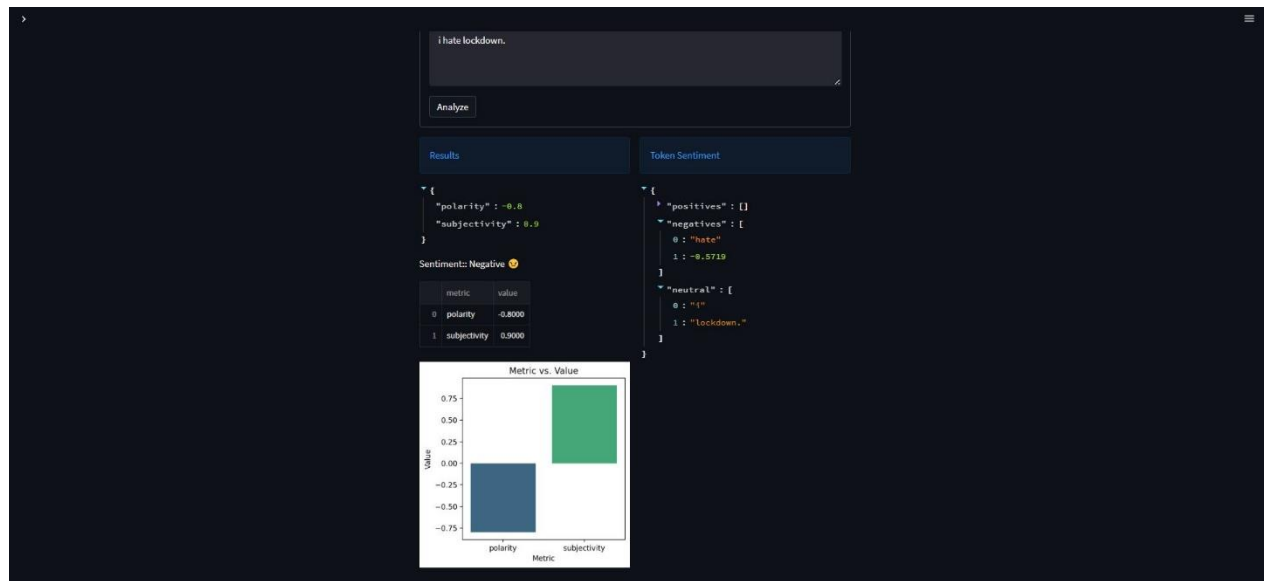 i hate lockdown.
Analyze
Results
{
"polarity" : -0.8
"subjectivity" : 0.9
}
Sentiment:: Negative 😠
metric value
0 polarity -0.8000
1 subjectivity 0.9000
Metric vs. Value
0.75
0.50
0.25
0.00
−0.25
−0.50
−0.75
Value
polarity subjectivity
Metric
Token Sentiment
{
"positives" : []
"negatives" : [
0 : "hate"
1 : -0.5719
]
"neutral" : [
0 : "i"
1 : "lockdown."
]
}